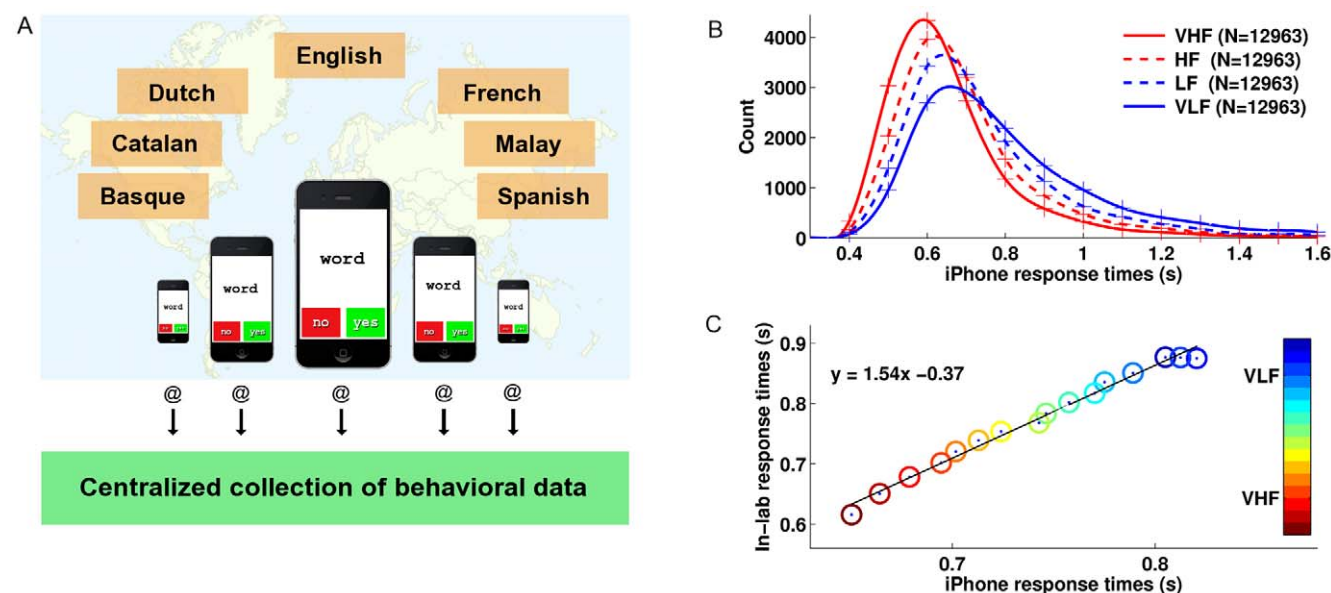 A
English
Dutch
French
Catalan
Malay
Basque
Spanish
word
no yes
word
no yes
word
no yes
word
no yes
word
no yes
@ @ @ @ @
Centralized collection of behavioral data
B
VHF (N=12963)
HF (N=12963)
LF (N=12963)
VLF (N=12963)
Count
4000
3000
2000
1000
0
0.4 0.6 0.8 1 1.2 1.4 1.6
iPhone response times (s)
C
y = 1.54x −0.37
In−lab response times (s)
0.9
0.8
0.7
0.6
0.7 0.8
iPhone response times (s)
VLF
VHF